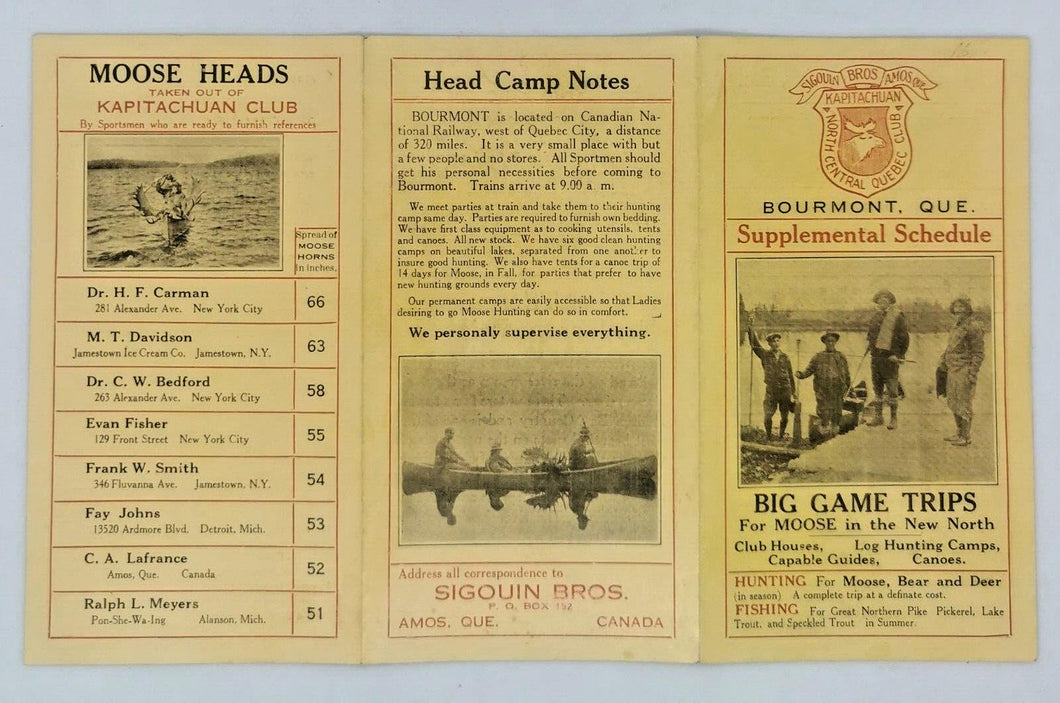 MOOSE HEADS
TAKEN OUT OF
KAPITACHUAN CLUB
By Sportsmen who are ready to furnish references
Spread of
MOOSE
HORNS
in inches.
Dr. H. F. Carman
281 Alexander Ave. New York City
66
M. T. Davidson
Jamestown Ice Cream Co. Jamestown, N.Y.
63
Dr. C. W. Bedford
263 Alexander Ave. New York City
58
Evan Fisher
129 Front Street New York City
55
Frank W. Smith
346 Fluvanna Ave. Jamestown, N.Y.
54
Fay Johns
13520 Ardmore Blvd. Detroit, Mich.
53
C. A. Lafrance
Amos, Que. Canada
52
Ralph L. Meyers
Pon-She-Wa-Ing Alanson, Mich.
51
Head Camp Notes
BOURMONT is located on Canadian Na-
tional Railway, west of Quebec City, a distance
of 320 miles. It is a very small place with but
a few people and no stores. All Sportmen should
get his personal necessities before coming to
Bourmont. Trains arrive at 9.00 a. m.
We meet parties at train and take them to their hunting
camp same day. Parties are required to furnish own bedding.
We have first class equipment as to cooking utensils, tents
and canoes. All new stock. We have six good clean hunting
camps on beautiful lakes, separated from one another to
insure good hunting. We also have tents for a canoe trip of
14 days for Moose, in Fall, for parties that prefer to have
new hunting grounds every day.
Our permanent camps are easily accessible so that Ladies
desiring to go Moose Hunting can do so in comfort.
We personaly supervise everything.
Address all correspondence to
SIGOUIN BROS.
P. O. BOX 152
AMOS, QUE. CANADA
SIGOUIN BROS AMOS QUE.
KAPITACHUAN
NORTH CENTRAL QUEBEC CLUB
BOURMONT, QUE.
Supplemental Schedule
BIG GAME TRIPS
For MOOSE in the New North
Club Houses, Log Hunting Camps,
Capable Guides, Canoes.
HUNTING For Moose, Bear and Deer
(in season) A complete trip at a definate cost.
FISHING For Great Northern Pike Pickerel, Lake
Trout, and Speckled Trout in Summer.